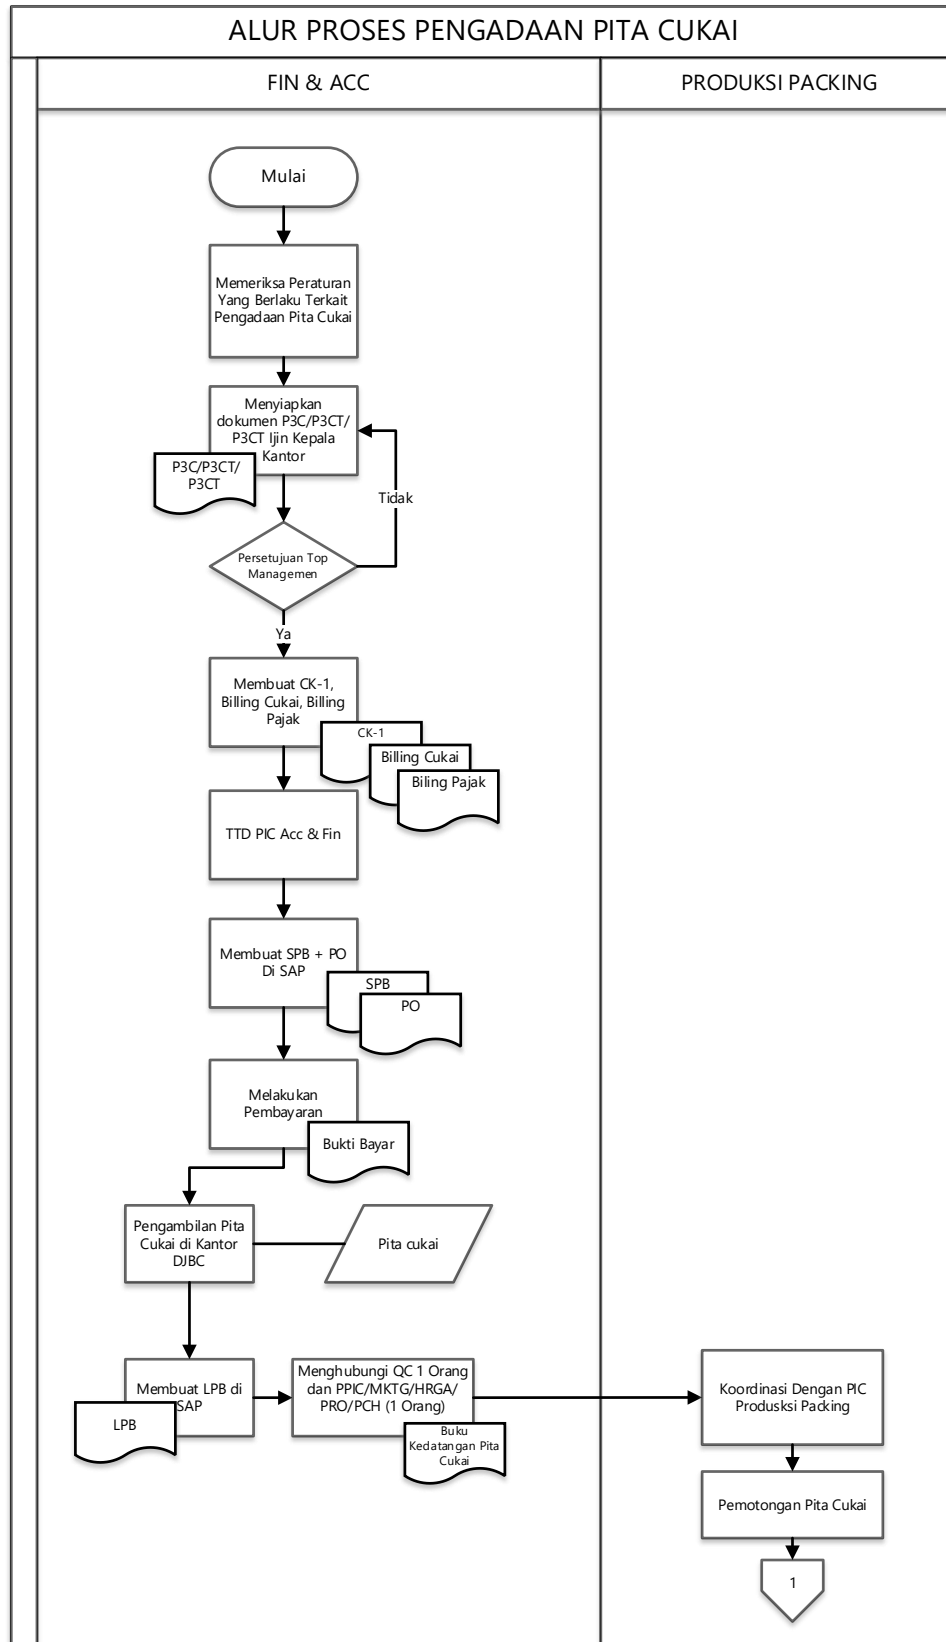 ALUR PROSES PENGADAAN PITA CUKAI
FIN & ACC
PRODUKSI PACKING
Mulai
Memeriksa Peraturan
Yang Berlaku Terkait
Pengadaan Pita Cukai
Menyiapkan
dokumen P3C/P3CT/
P3CT Ijin Kepala
Kantor
P3C/P3CT/
P3CT
Tidak
Persetujuan Top
Managemen
Ya
Membuat CK-1,
Billing Cukai, Billing
Pajak
CK-1
Billing Cukai
Biling Pajak
TTD PIC Acc & Fin
Membuat SPB + PO
Di SAP
SPB
PO
Melakukan
Pembayaran
Bukti Bayar
Pengambilan Pita
Cukai di Kantor
DJBC
Pita cukai
Membuat LPB di
SAP
LPB
Menghubungi QC 1 Orang
dan PPIC/MKTG/HRGA/
PRO/PCH (1 Orang)
Buku
Kedatangan Pita
Cukai
Koordinasi Dengan PIC
Produsksi Packing
Pemotongan Pita Cukai
1